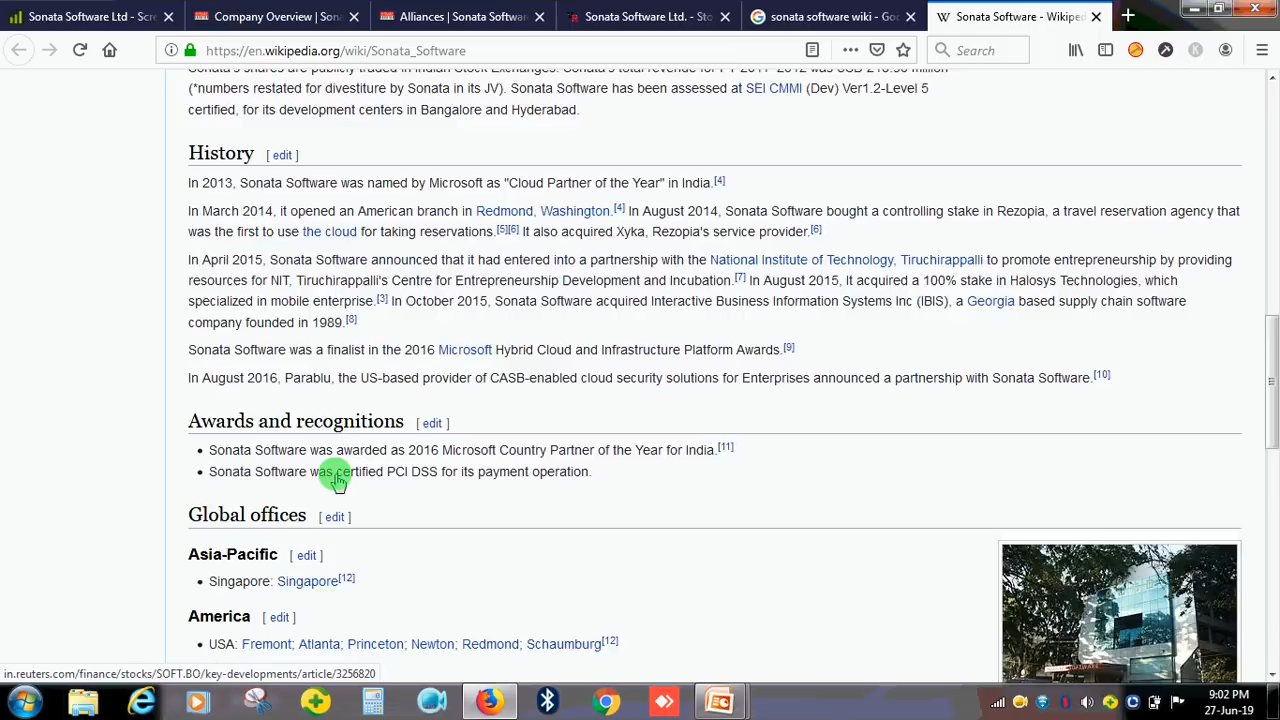 Sonata Software Ltd - Scre
Company Overview | Sona
Alliances | Sonata Softwar
Sonata Software Ltd. - Sto
sonata software wiki - Goo
Sonata Software - Wikiped
https://en.wikipedia.org/wiki/Sonata_Software
Search
Sonata's shares are publicly traded in Indian Stock Exchanges. Sonata's total revenue for
(*numbers restated for divestiture by Sonata in its JV). Sonata Software has been assessed at SEI CMMI (Dev) Ver1.2-Level 5
certified, for its development centers in Bangalore and Hyderabad.
History [ edit ]
In 2013, Sonata Software was named by Microsoft as "Cloud Partner of the Year" in India.[4]
In March 2014, it opened an American branch in Redmond, Washington.[4] In August 2014, Sonata Software bought a controlling stake in Rezopia, a travel reservation agency that
was the first to use the cloud for taking reservations.[5][6] It also acquired Xyka, Rezopia's service provider.[6]
In April 2015, Sonata Software announced that it had entered into a partnership with the National Institute of Technology, Tiruchirappalli to promote entrepreneurship by providing
resources for NIT, Tiruchirappalli's Centre for Entrepreneurship Development and Incubation.[7] In August 2015, It acquired a 100% stake in Halosys Technologies, which
specialized in mobile enterprise.[3] In October 2015, Sonata Software acquired Interactive Business Information Systems Inc (IBIS), a Georgia based supply chain software
company founded in 1989.[8]
Sonata Software was a finalist in the 2016 Microsoft Hybrid Cloud and Infrastructure Platform Awards.[9]
In August 2016, Parablu, the US-based provider of CASB-enabled cloud security solutions for Enterprises announced a partnership with Sonata Software.[10]
Awards and recognitions [ edit ]
• Sonata Software was awarded as 2016 Microsoft Country Partner of the Year for India.[11]
• Sonata Software was certified PCI DSS for its payment operation.
Global offices [ edit ]
Asia-Pacific [ edit ]
• Singapore: Singapore[12]
America [ edit ]
• USA: Fremont; Atlanta; Princeton; Newton; Redmond; Schaumburg[12]
in.reuters.com/finance/stocks/SOFT.BO/key-developments/article/3256820
9:02 PM
27-Jun-19